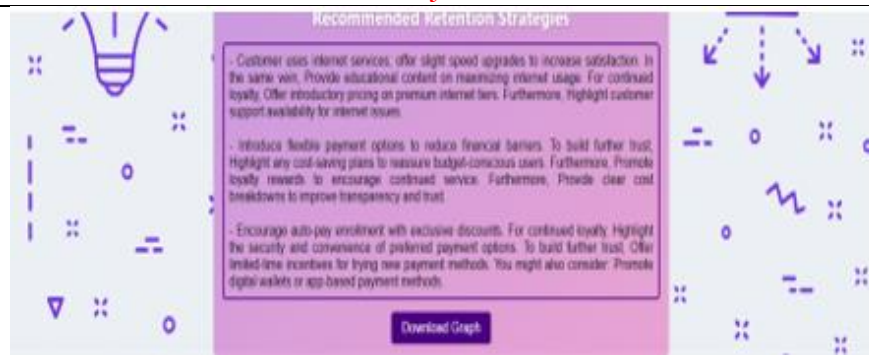 Recommended Retention Strategies
- Customer uses internet services; offer slight speed upgrades to increase satisfaction. In
the same vein, Provide educational content on maximizing internet usage. For continued
loyalty, Offer introductory pricing on premium internet tiers. Furthermore, Highlight customer
support availability for internet issues.
- Introduce flexible payment options to reduce financial barriers. To build further trust,
Highlight any cost-saving plans to reassure budget-conscious users. Furthermore, Promote
loyalty rewards to encourage continued service. Furthermore, Provide clear cost
breakdowns to improve transparency and trust.
- Encourage auto-pay enrollment with exclusive discounts. For continued loyalty, Highlight
the security and convenience of preferred payment options. To build further trust, Offer
limited-time incentives for trying new payment methods. You might also consider: Promote
digital wallets or app-based payment methods.
Download Graph